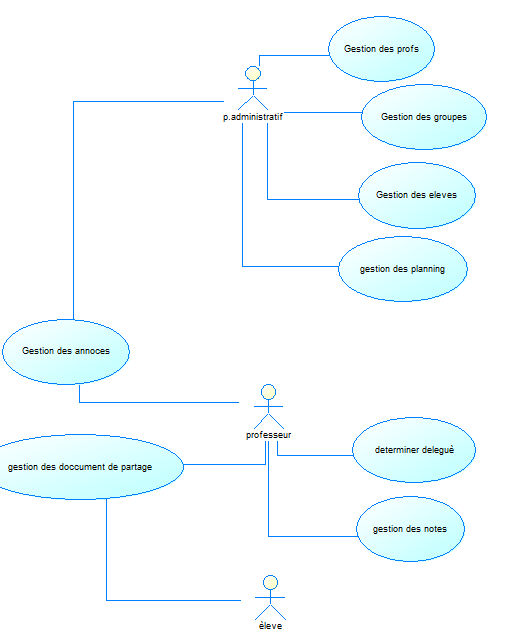 Gestion des profs
p.administratif
Gestion des groupes
Gestion des eleves
gestion des planning
Gestion des annoces
professeur
determiner deleguè
gestion des doccument de partage
gestion des notes
èleve